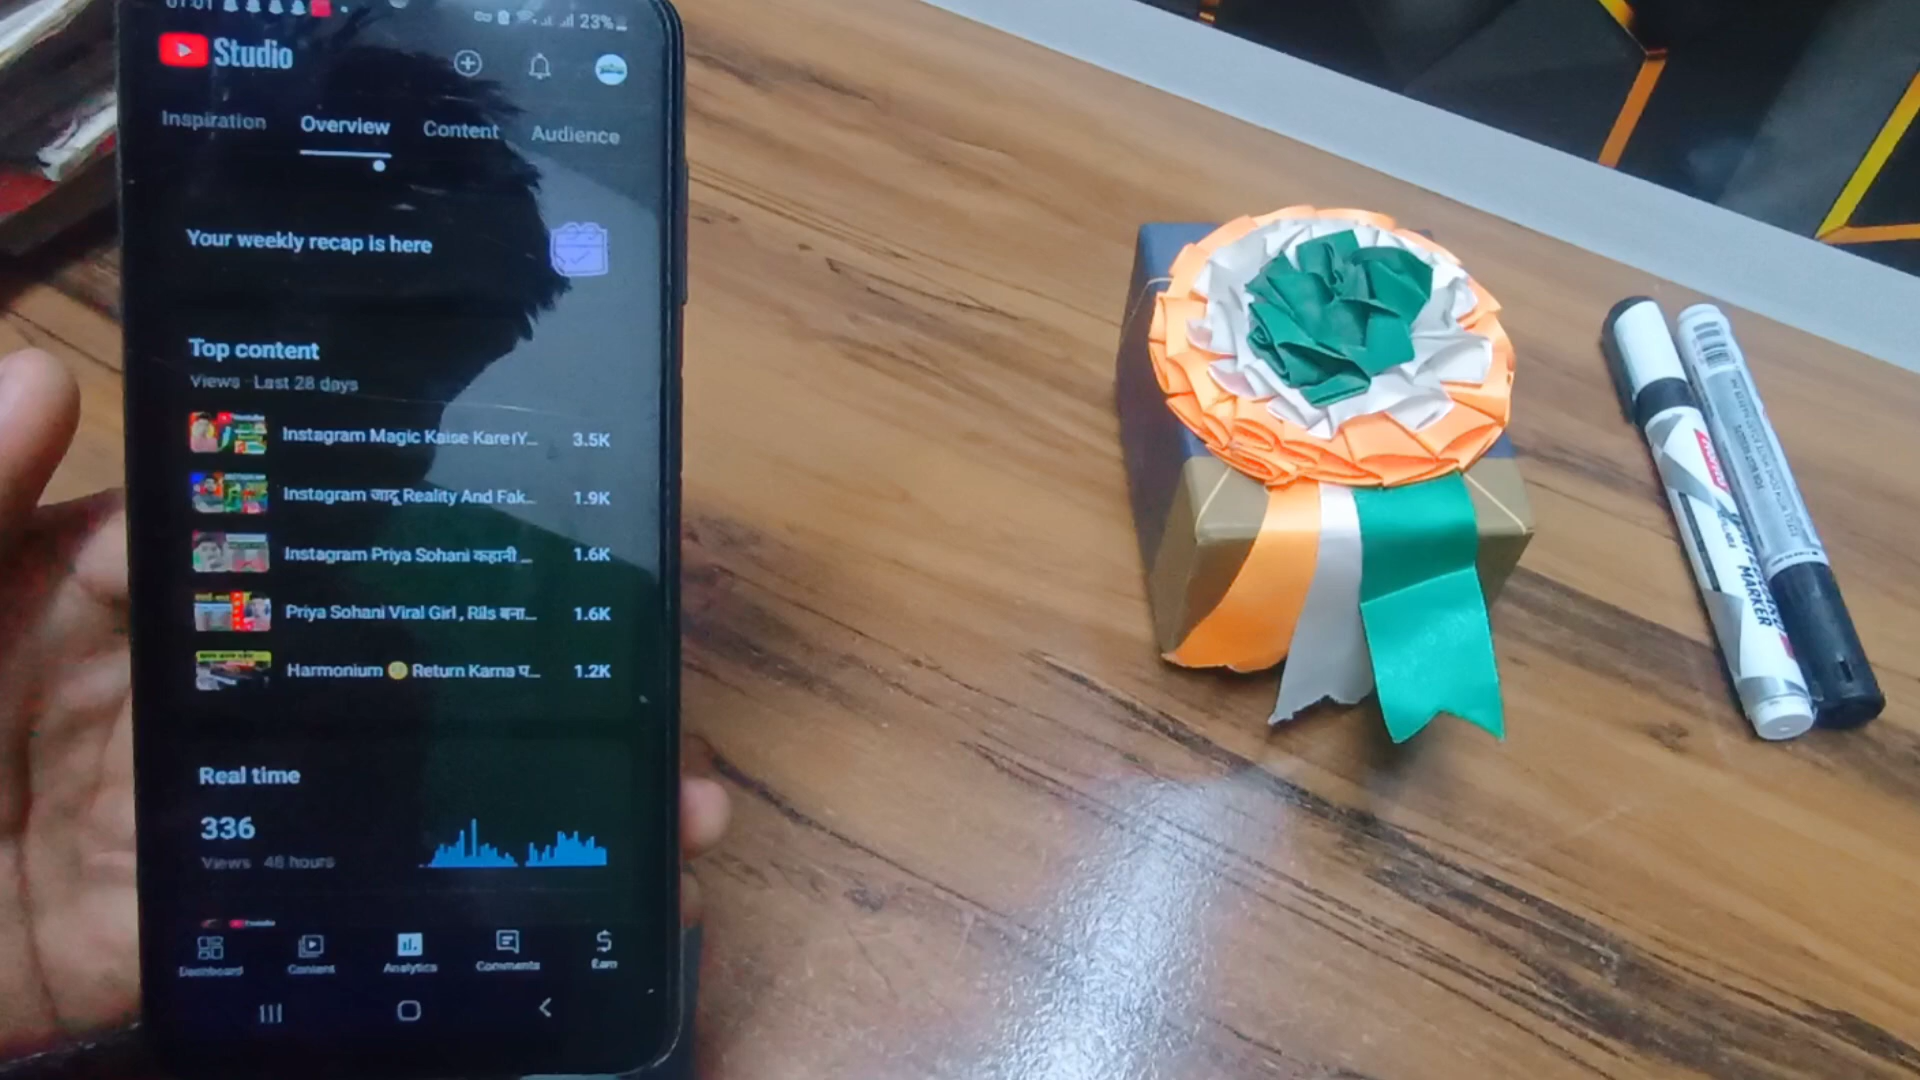 01:01
23%
Studio
Inspiration Overview Content Audience
Your weekly recap is here
Top content
Views · Last 28 days
Instagram Magic Kaise Kare।Y... 3.5K
Instagram जादू Reality And Fak... 1.9K
Instagram Priya Sohani कहानी ... 1.6K
Priya Sohani Viral Girl , Rils बना... 1.6K
Harmonium 😊 Return Karna प... 1.2K
Real time
336
Views · 48 hours
Dashboard Content Analytics Comments Earn
MARKER